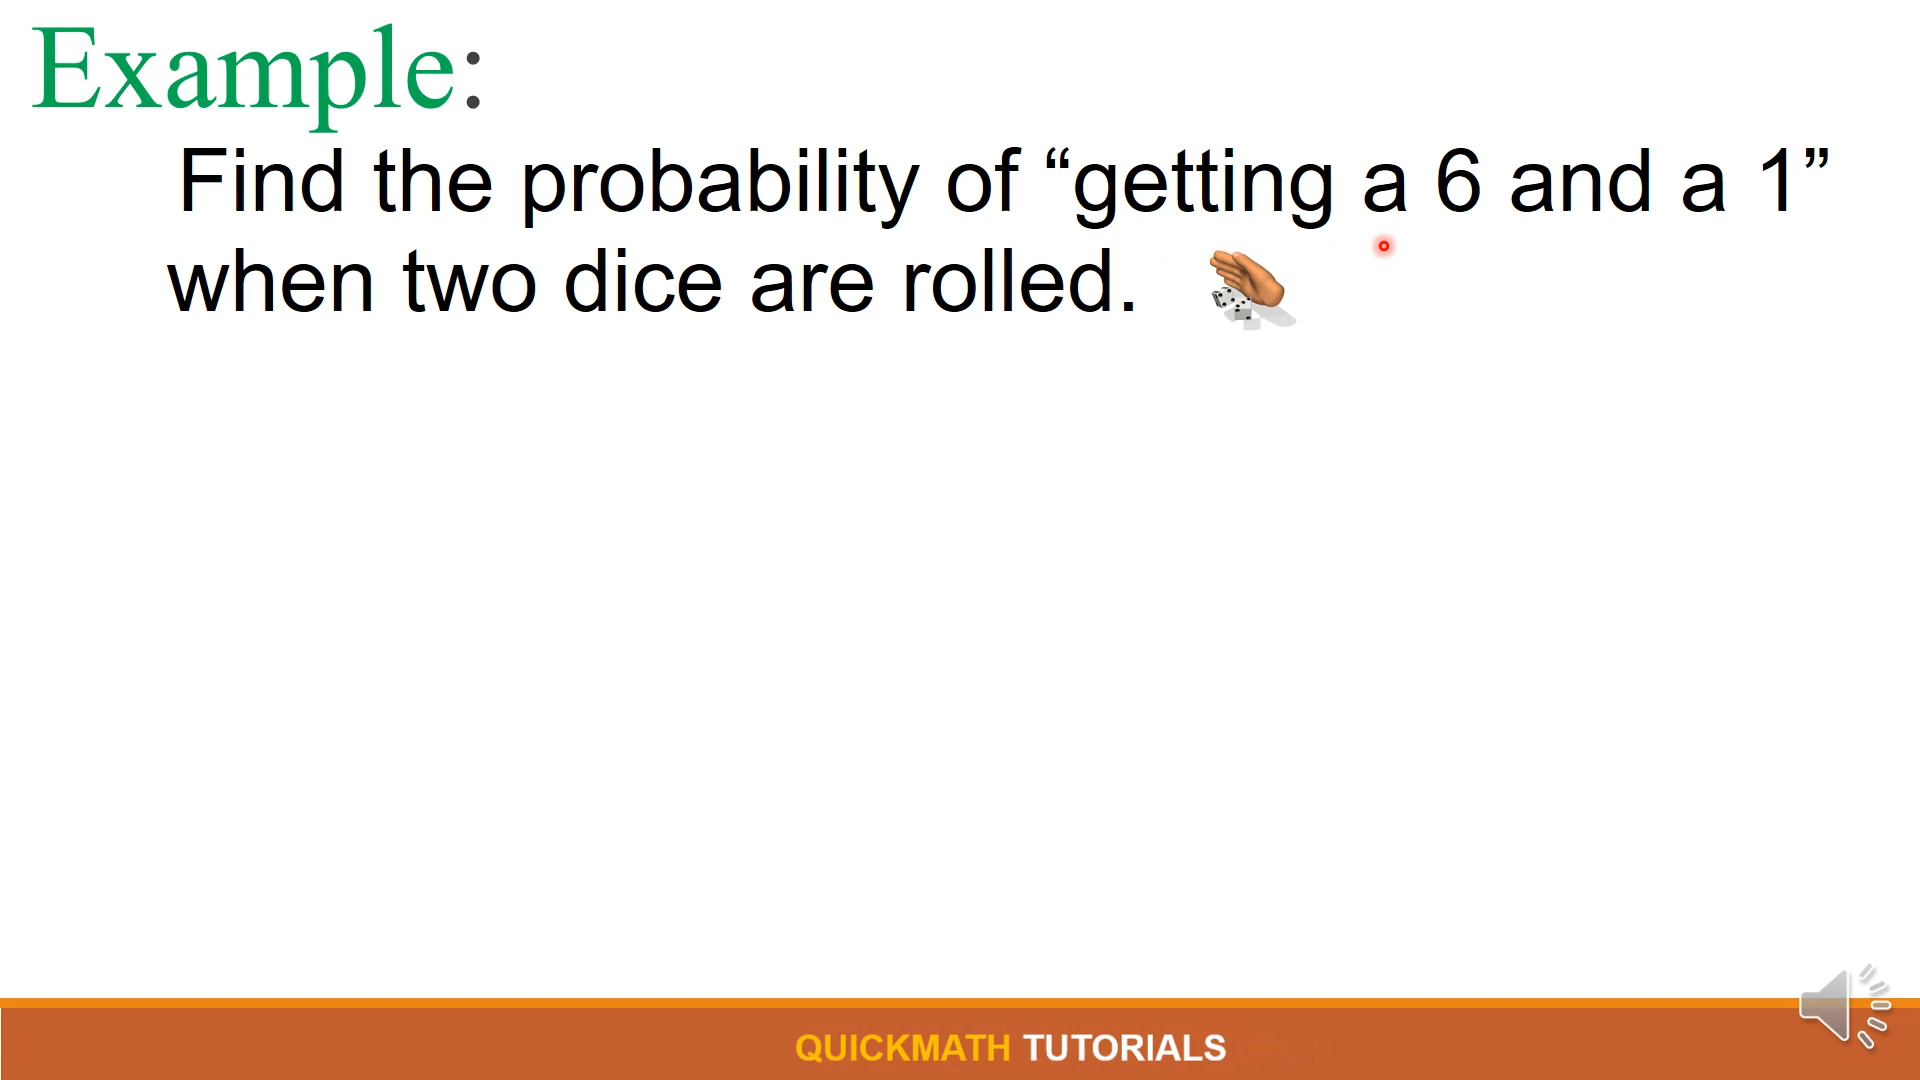 Example:
Find the probability of “getting a 6 and a 1”
when two dice are rolled.
QUICKMATH TUTORIALS